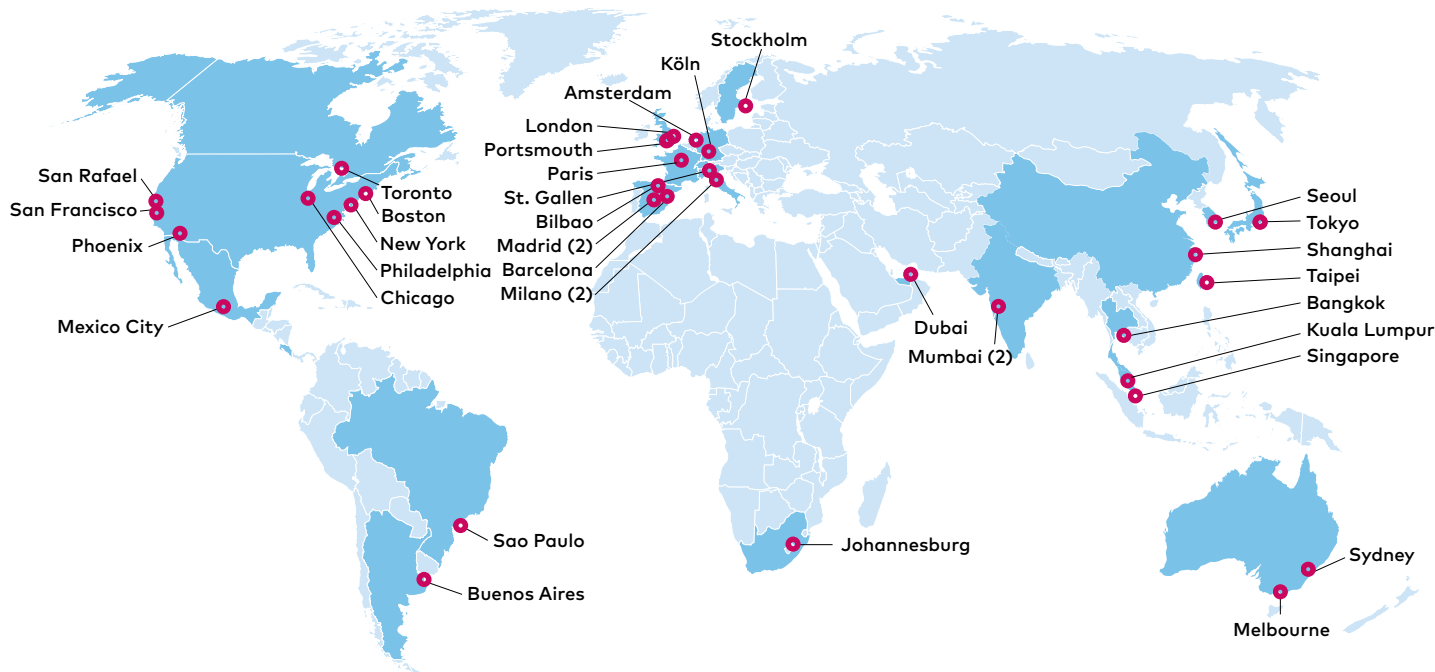 Stockholm
Köln
Amsterdam
London
Portsmouth
Paris
St. Gallen
Bilbao
Madrid (2)
Barcelona
Milano (2)
San Rafael
San Francisco
Phoenix
Mexico City
Toronto
Boston
New York
Philadelphia
Chicago
Sao Paulo
Buenos Aires
Johannesburg
Dubai
Mumbai (2)
Seoul
Tokyo
Shanghai
Taipei
Bangkok
Kuala Lumpur
Singapore
Sydney
Melbourne